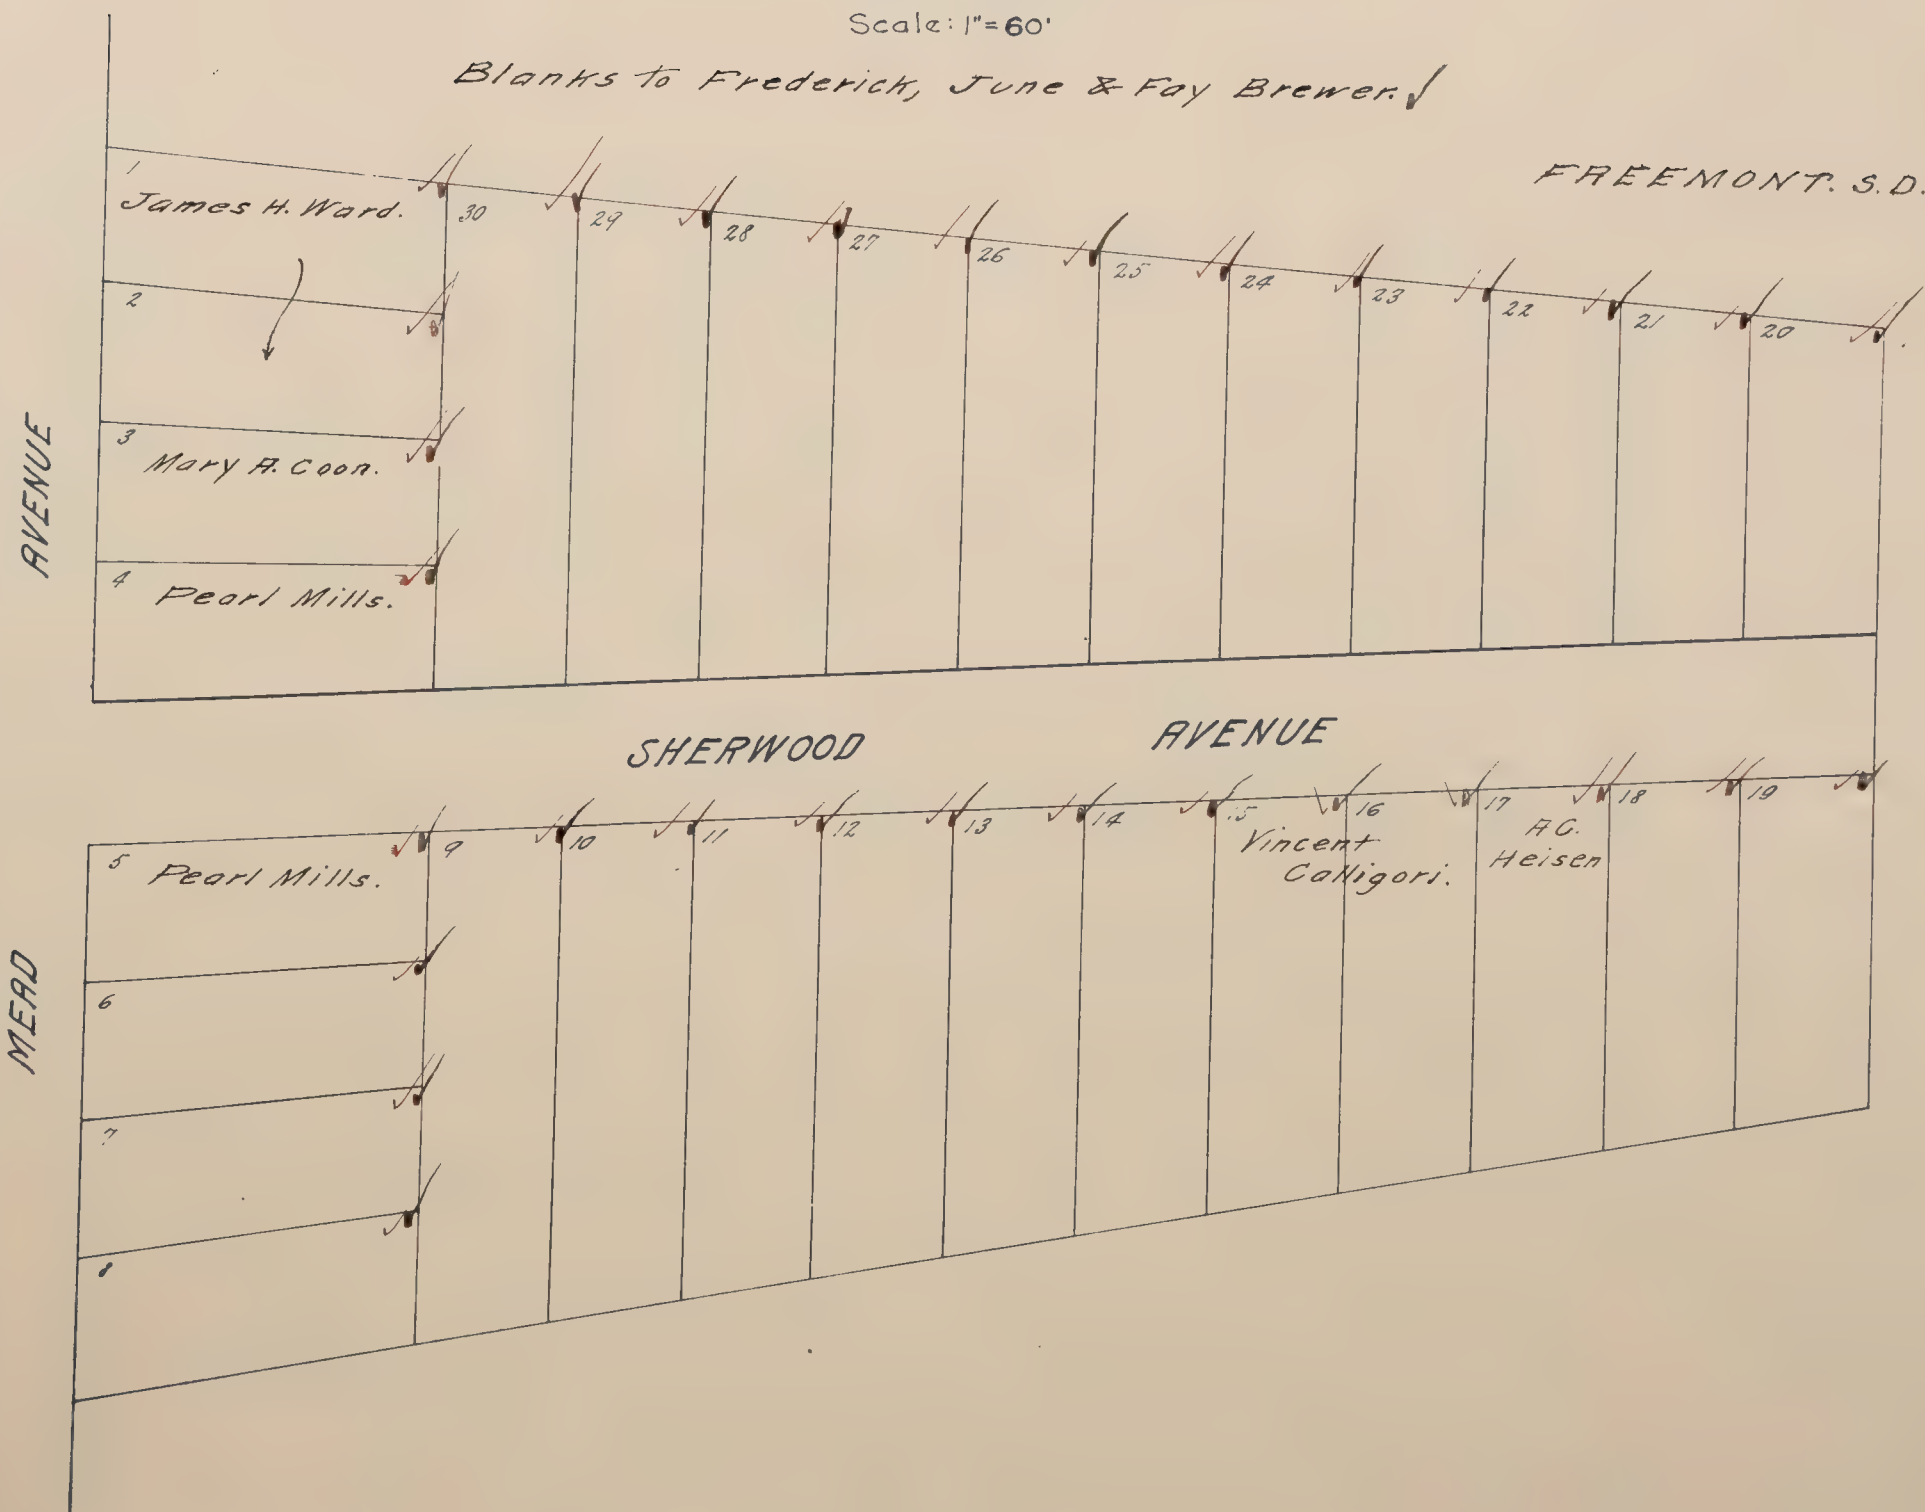 Scale: 1"=60'
Blanks to Frederick, June & Fay Brewer.
FREEMONT. S.D.
1
James H. Ward.
30
29
28
27
26
25
24
23
22
21
20
2
3
Mary A. Coon.
4
Pearl Mills.
AVENUE
SHERWOOD AVENUE
5
Pearl Mills.
9
10
11
12
13
14
15
Vincent
Calligori.
16
17
A.C.
Heisen
18
19
6
7
8
MEAD